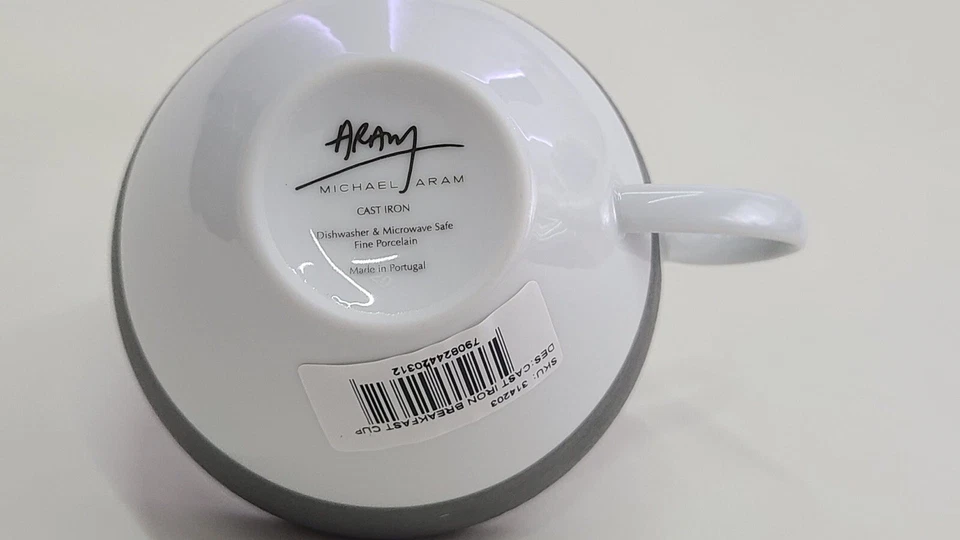 ARAM
MICHAEL ARAM
CAST IRON
Dishwasher & Microwave Safe
Fine Porcelain
Made in Portugal
SKU: 314203
DES:CAST IRON BREAKFAST CUP
790824420312